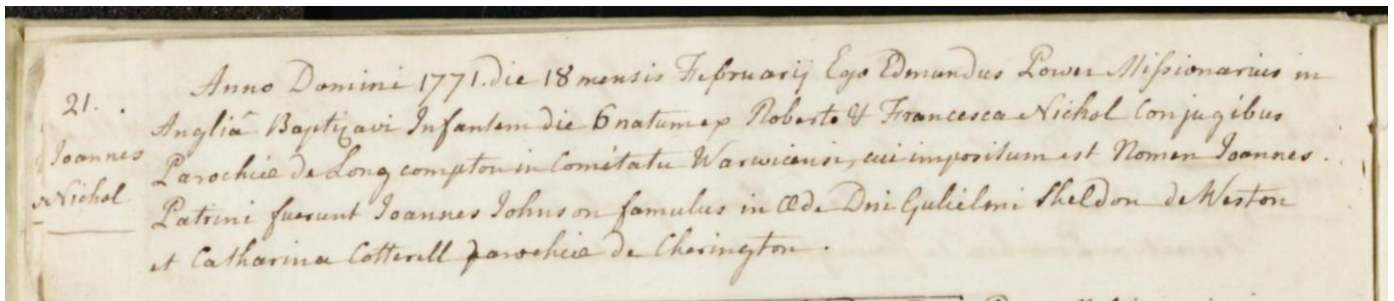 21.
Joannes
Nichol
Anno Domini 1771. die 18 mensis Februarij Ego Edmundus Power Missionarius in
Angliâ Baptizavi Infantem die 6 natum ex Roberto & Francesca Nichol Conjugibus
Parochiæ de Long compton in Comitatu Warwicensi, cui impositum est Nomen Joannes.
Patrini fuerunt Joannes Johnson famulus in Æde Dni Gulielmi Sheldon de Weston
et Catharina Cotterell parochiæ de Cherington.